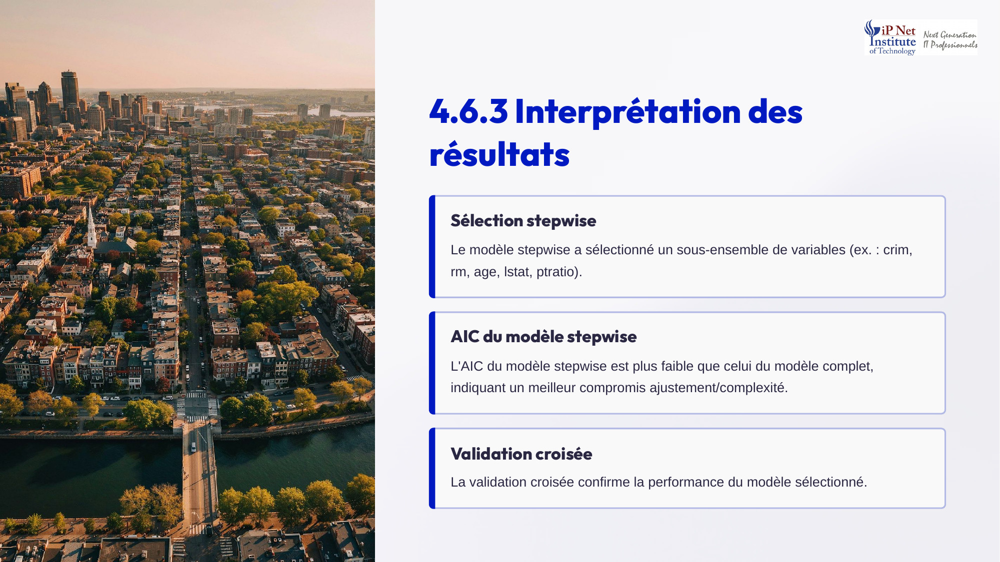 iP Net
Institute
of Technology
Next Generation
IT Professionnels
4.6.3 Interprétation des
résultats
Sélection stepwise
Le modèle stepwise a sélectionné un sous-ensemble de variables (ex. : crim,
rm, age, lstat, ptratio).
AIC du modèle stepwise
L'AIC du modèle stepwise est plus faible que celui du modèle complet,
indiquant un meilleur compromis ajustement/complexité.
Validation croisée
La validation croisée confirme la performance du modèle sélectionné.